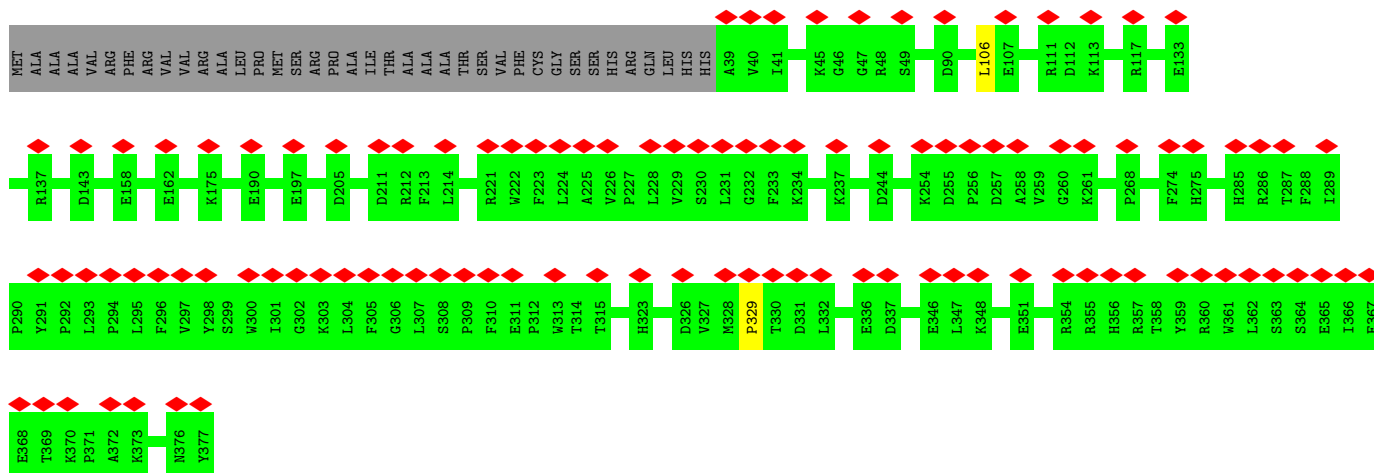 MET ALA ALA ALA VAL ARG PHE ARG VAL VAL ARG ALA LEU PRO MET SER ARG PRO ALA ILE THR ALA ALA ALA THR SER VAL PHE CYS GLY SER SER HIS ARG GLN LEU HIS HIS A39 V40 I41 K45 G46 G47 R48 S49 D90 L106 E107 R111 D112 K113 R117 E133
R137 D143 E158 E162 K175 E190 E197 D205 D211 R212 F213 L214 R221 W222 F223 L224 A225 V226 P227 L228 V229 S230 L231 G232 F233 K234 K237 D244 K254 D255 P256 D257 A258 V259 G260 K261 P268 F274 H275 H285 R286 T287 F288 I289
P290 Y291 P292 L293 P294 L295 F296 V297 Y298 S299 W300 I301 G302 K303 L304 F305 G306 L307 S308 P309 F310 E311 P312 W313 T314 T315 H323 D326 V327 M328 P329 T330 D331 L332 E336 D337 E346 L347 K348 E351 R354 R355 H356 R357 T358 Y359 R360 W361 L362 S363 S364 E365 I366 E367
E368 T369 K370 P371 A372 K373 N376 Y377